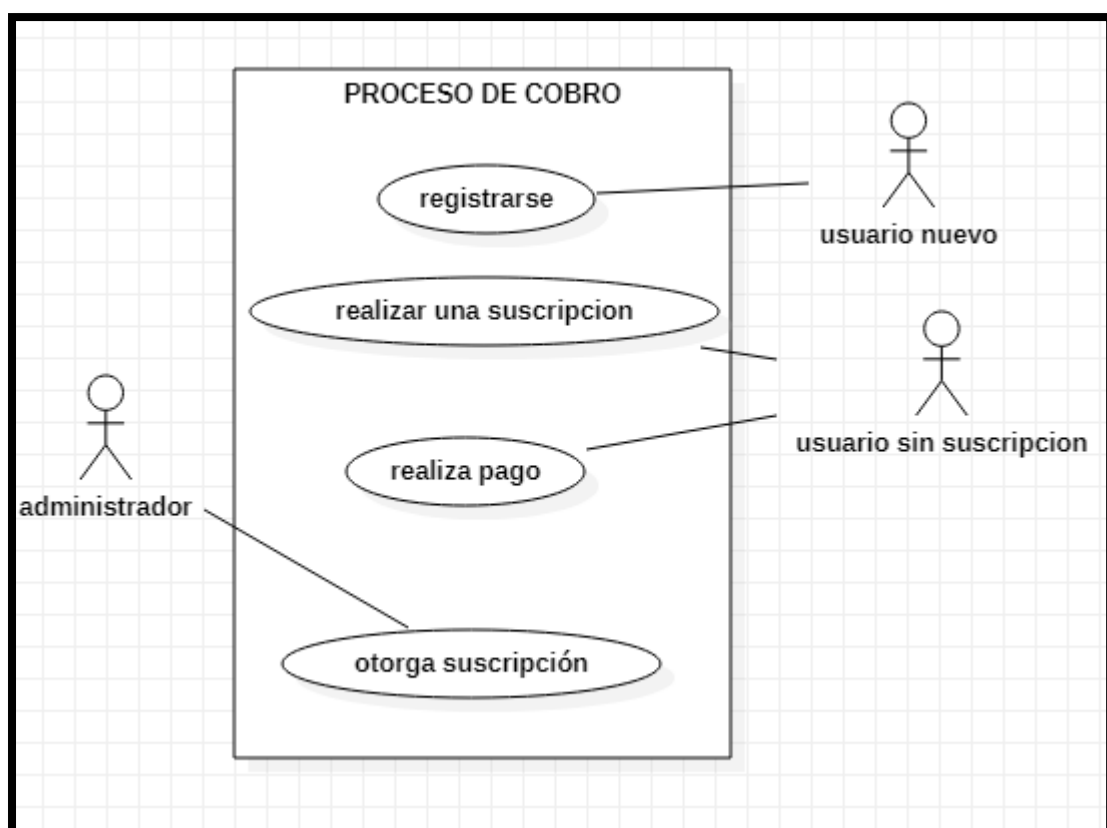 PROCESO DE COBRO
registrarse
usuario nuevo
realizar una suscripcion
usuario sin suscripcion
realiza pago
administrador
otorga suscripción